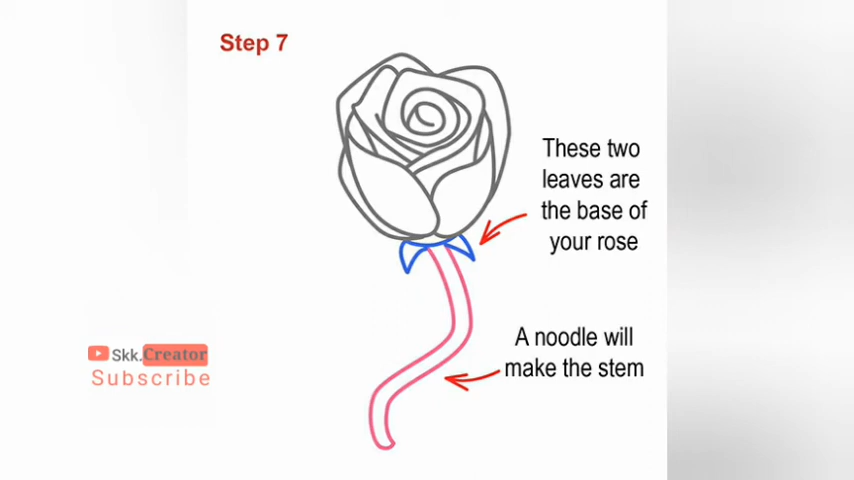 Step 7
These two
leaves are
the base of
your rose
A noodle will
make the stem
Skk.Creator
Subscribe